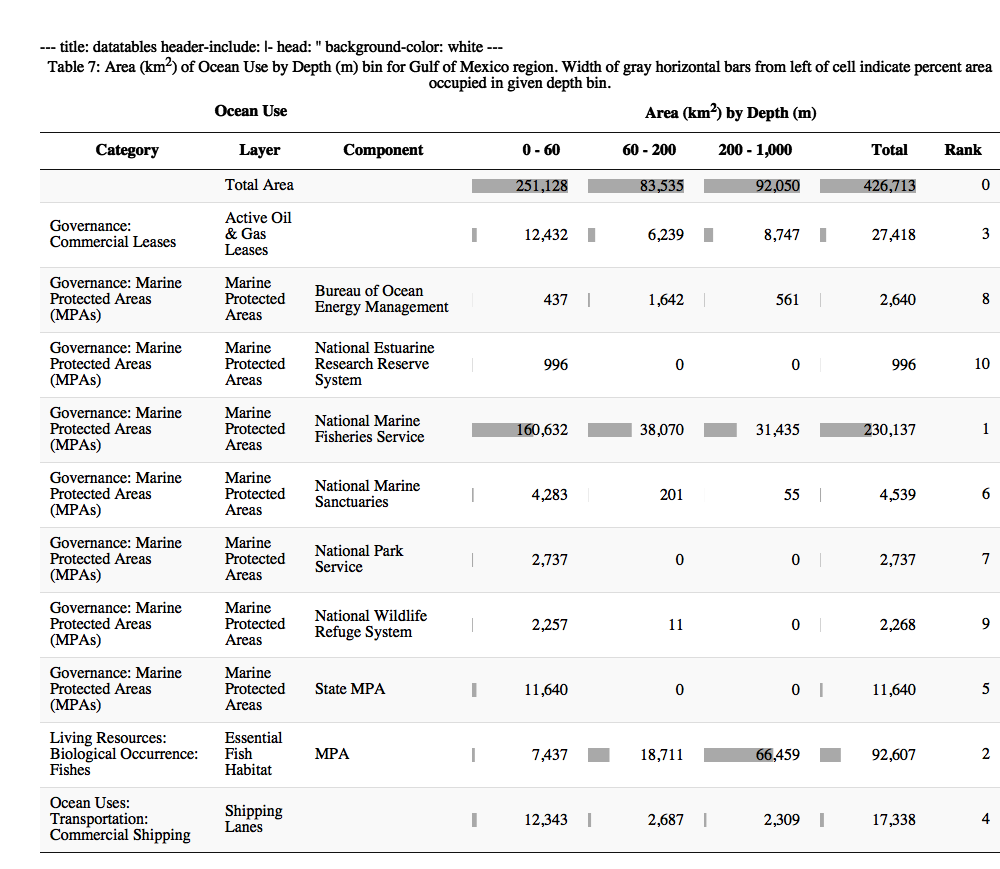 --- title: datatables header-include: |- head: " background-color: white ---
Table 7: Area (km2) of Ocean Use by Depth (m) bin for Gulf of Mexico region. Width of gray horizontal bars from left of cell indicate percent area
occupied in given depth bin.
Ocean Use Area (km2) by Depth (m)
Category Layer Component 0 - 60 60 - 200 200 - 1,000 Total Rank
Total Area 251,128 83,535 92,050 426,713 0
Governance:
Commercial Leases
Active Oil
& Gas
Leases
12,432 6,239 8,747 27,418 3
Governance: Marine
Protected Areas
(MPAs)
Marine
Protected
Areas
Bureau of Ocean
Energy Management
437 1,642 561 2,640 8
Governance: Marine
Protected Areas
(MPAs)
Marine
Protected
Areas
National Estuarine
Research Reserve
System
996 0 0 996 10
Governance: Marine
Protected Areas
(MPAs)
Marine
Protected
Areas
National Marine
Fisheries Service
160,632 38,070 31,435 230,137 1
Governance: Marine
Protected Areas
(MPAs)
Marine
Protected
Areas
National Marine
Sanctuaries
4,283 201 55 4,539 6
Governance: Marine
Protected Areas
(MPAs)
Marine
Protected
Areas
National Park
Service
2,737 0 0 2,737 7
Governance: Marine
Protected Areas
(MPAs)
Marine
Protected
Areas
National Wildlife
Refuge System
2,257 11 0 2,268 9
Governance: Marine
Protected Areas
(MPAs)
Marine
Protected
Areas
State MPA
11,640 0 0 11,640 5
Living Resources:
Biological Occurrence:
Fishes
Essential
Fish
Habitat
MPA
7,437 18,711 66,459 92,607 2
Ocean Uses:
Transportation:
Commercial Shipping
Shipping
Lanes
12,343 2,687 2,309 17,338 4